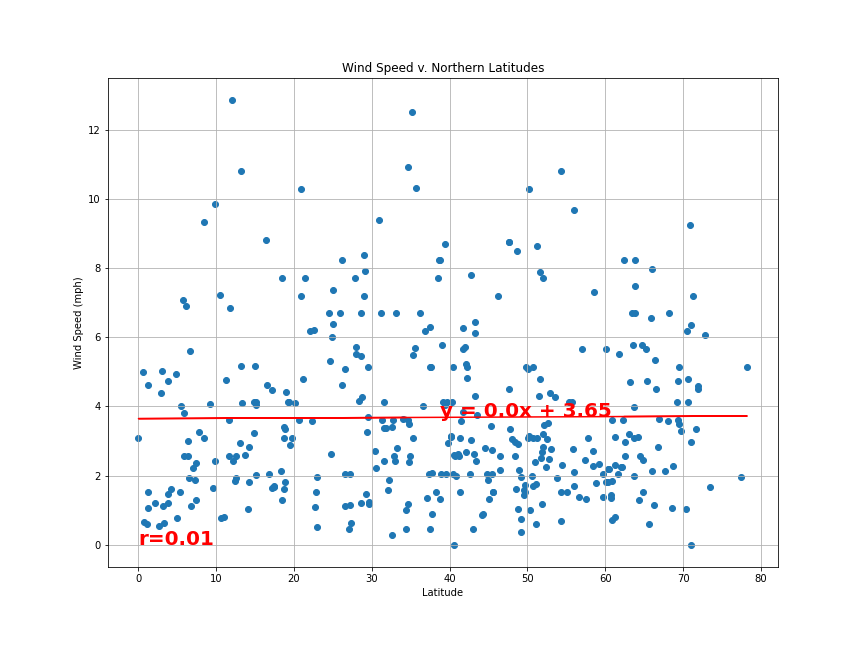 Wind Speed v. Northern Latitudes
12
10
8
6
4
2
0
Wind Speed (mph)
y = 0.0x + 3.65
r=0.01
0 10 20 30 40 50 60 70 80
Latitude